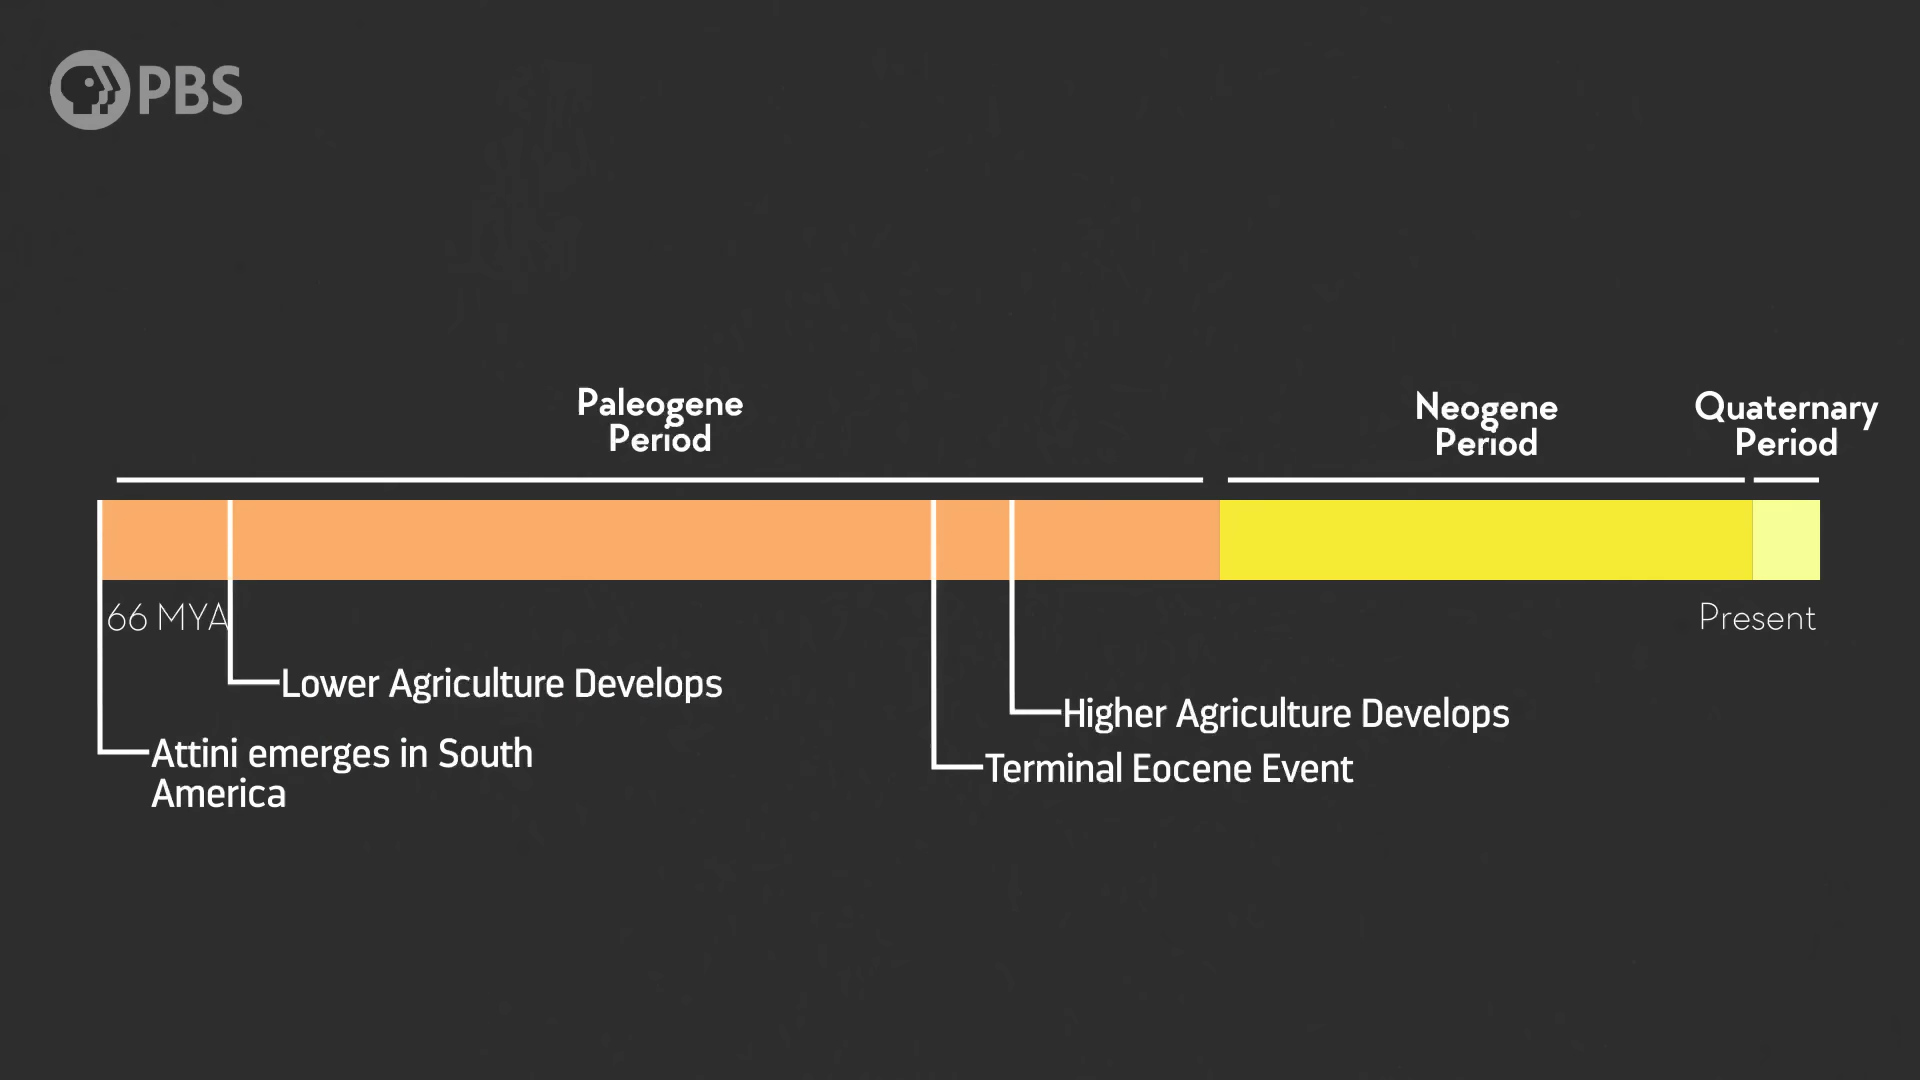 PBS
Paleogene
Period
Neogene
Period
Quaternary
Period
66 MYA
Present
Lower Agriculture Develops
Attini emerges in South
America
Higher Agriculture Develops
Terminal Eocene Event